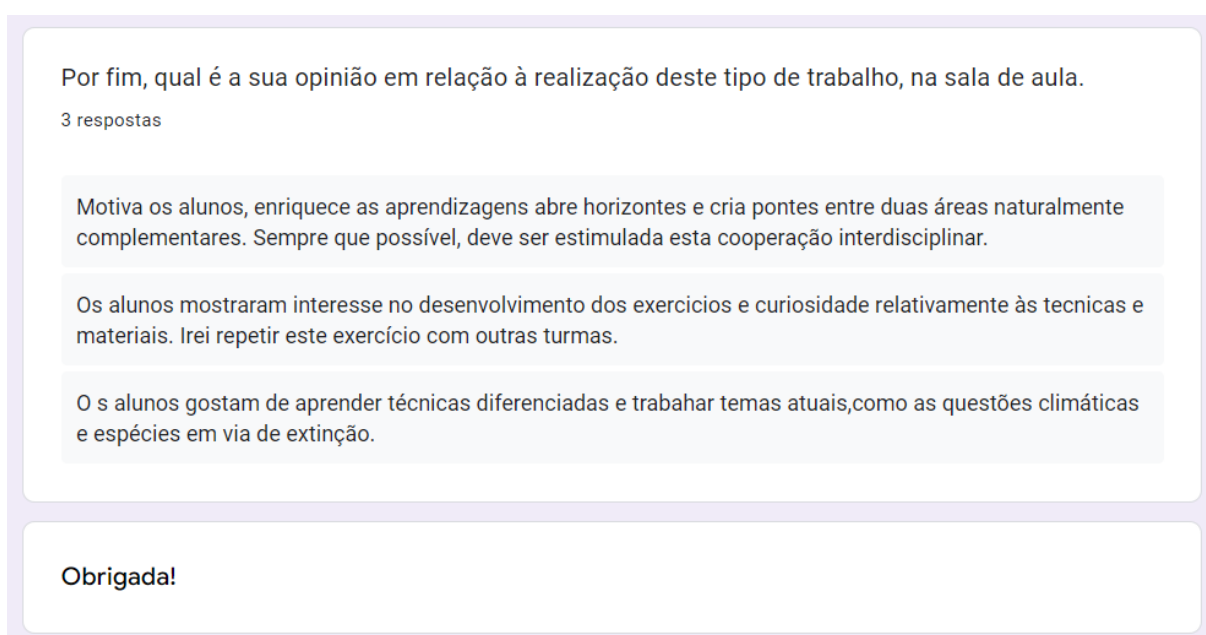 Por fim, qual é a sua opinião em relação à realização deste tipo de trabalho, na sala de aula.
3 respostas
Motiva os alunos, enriquece as aprendizagens abre horizontes e cria pontes entre duas áreas naturalmente
complementares. Sempre que possível, deve ser estimulada esta cooperação interdisciplinar.
Os alunos mostraram interesse no desenvolvimento dos exercicios e curiosidade relativamente às tecnicas e
materiais. Irei repetir este exercício com outras turmas.
O s alunos gostam de aprender técnicas diferenciadas e trabahar temas atuais,como as questões climáticas
e espécies em via de extinção.
Obrigada!